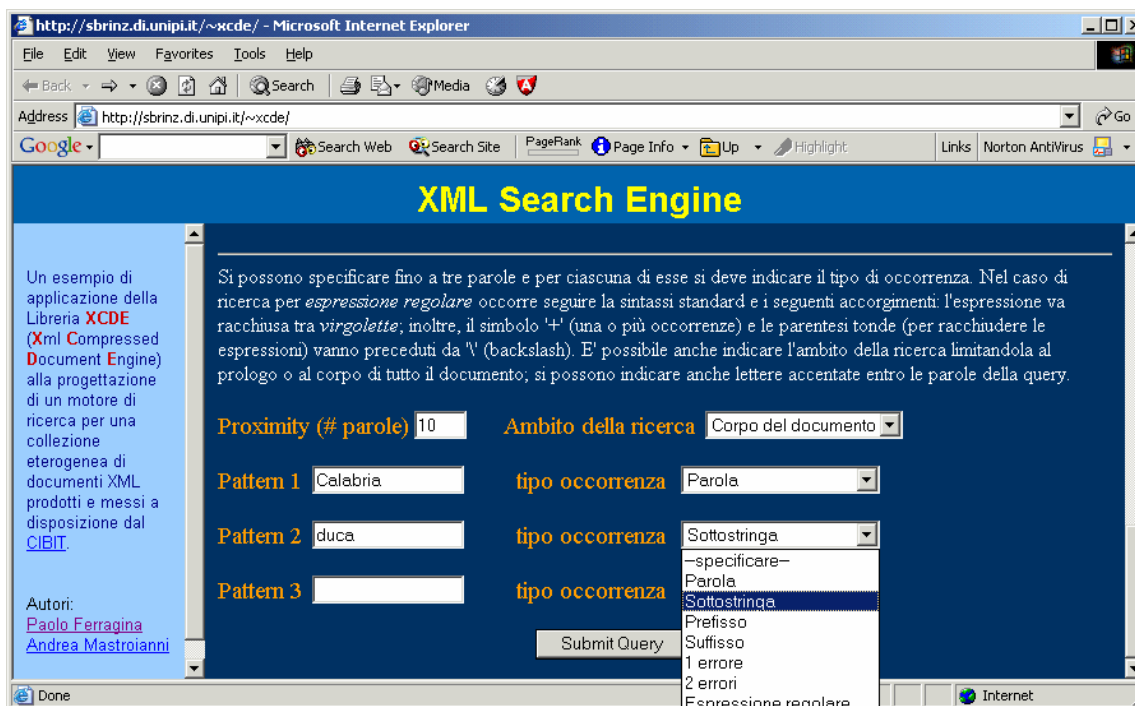 http://sbrinz.di.unipi.it/~xcde/ - Microsoft Internet Explorer
File Edit View Favorites Tools Help
Back Search Media
Address http://sbrinz.di.unipi.it/~xcde/ Go
Google Search Web Search Site PageRank Page Info Up Highlight Links Norton AntiVirus
XML Search Engine
Un esempio di
applicazione della
Libreria XCDE
(Xml Compressed
Document Engine)
alla progettazione
di un motore di
ricerca per una
collezione
eterogenea di
documenti XML
prodotti e messi a
disposizione dal
CIBIT.
Autori:
Paolo Ferragina
Andrea Mastroianni
Si possono specificare fino a tre parole e per ciascuna di esse si deve indicare il tipo di occorrenza. Nel caso di
ricerca per espressione regolare occorre seguire la sintassi standard e i seguenti accorgimenti: l'espressione va
racchiusa tra virgolette; inoltre, il simbolo '+' (una o più occorrenze) e le parentesi tonde (per racchiudere le
espressioni) vanno preceduti da '\' (backslash). E' possibile anche indicare l'ambito della ricerca limitandola al
prologo o al corpo di tutto il documento; si possono indicare anche lettere accentate entro le parole della query.
Proximity (# parole) 10 Ambito della ricerca Corpo del documento
Pattern 1 Calabria tipo occorrenza Parola
Pattern 2 duca tipo occorrenza Sottostringa
Pattern 3 tipo occorrenza
--specificare--
Parola
Sottostringa
Prefisso
Suffisso
1 errore
2 errori
Espressione regolare
Submit Query
Done Internet